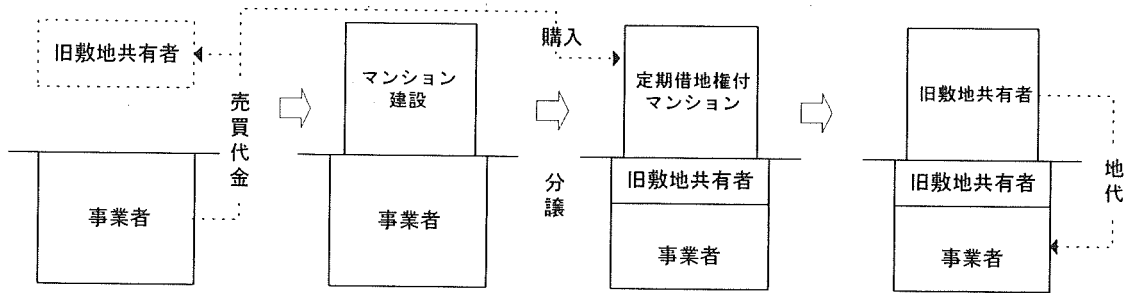 旧敷地共有者
事業者
売買代金
マンション
建設
事業者
分譲
購入
定期借地権付
マンション
旧敷地共有者
事業者
旧敷地共有者
旧敷地共有者
事業者
地代